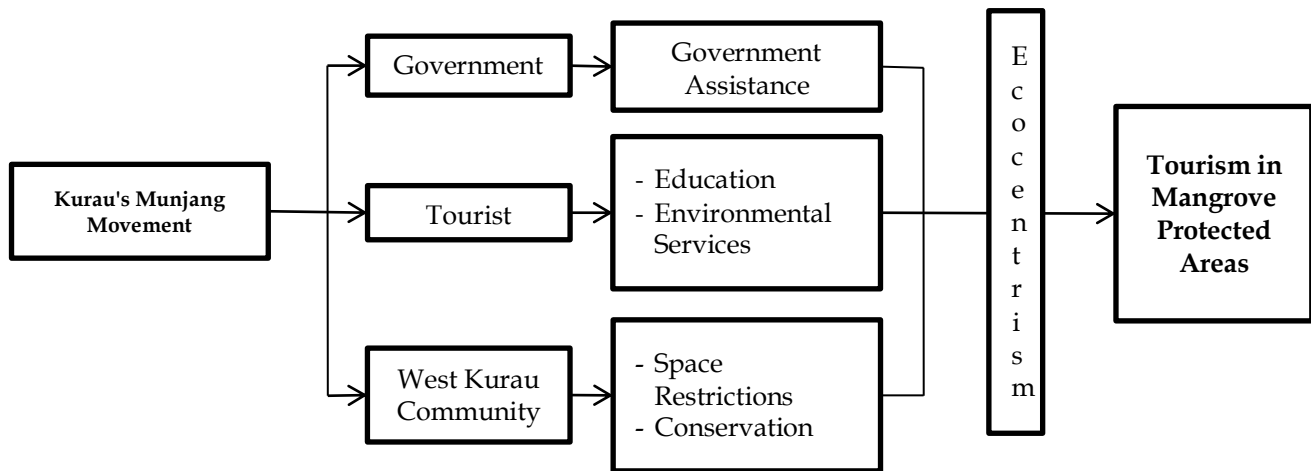 Kurau's Munjang
Movement
Government
Government
Assistance
Tourist
- Education
- Environmental
Services
West Kurau
Community
- Space
Restrictions
- Conservation
Ecocentrism
Tourism in
Mangrove
Protected
Areas